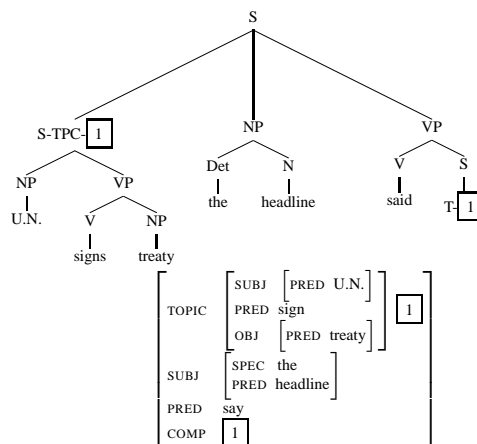 S
S-TPC- 1 NP VP
NP VP Det N V S
U.N. the headline said T- 1
V NP
signs treaty
SUBJ PRED U.N.
TOPIC PRED sign 1
OBJ PRED treaty
SUBJ SPEC the
PRED headline
PRED say
COMP 1